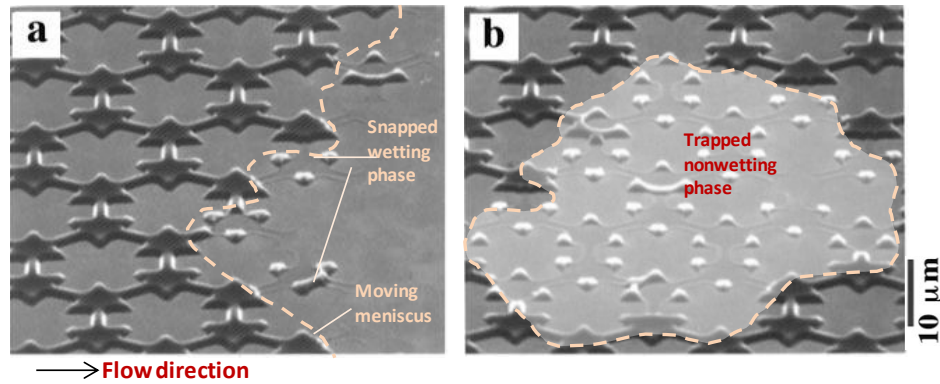 a
Snapped
wetting
phase
Moving
meniscus
Flow direction
b
Trapped
nonwetting
phase
10 µm